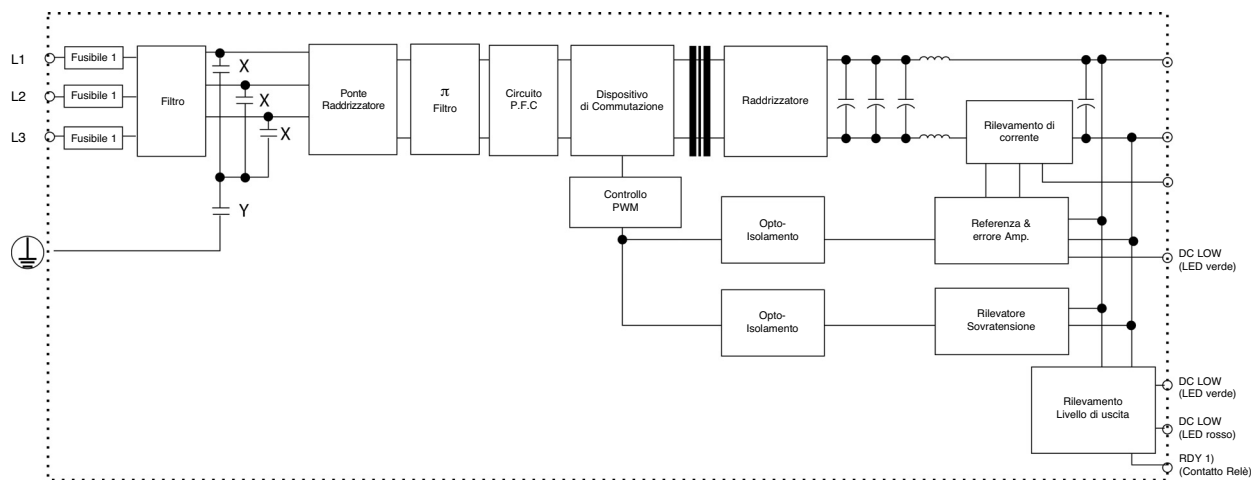 L1
Fusibile 1
L2
Fusibile 1
L3
Fusibile 1
Filtro
X
X
X
Y
Ponte
Raddrizzatore
π
Filtro
Circuito
P.F.C
Dispositivo
di Commutazione
Raddrizzatore
Rilevamento di
corrente
Controllo
PWM
Opto-
Isolamento
Referenza &
errore Amp.
DC LOW
(LED verde)
Opto-
Isolamento
Rilevatore
Sovratensione
Rilevamento
Livello di uscita
DC LOW
(LED verde)
DC LOW
(LED rosso)
RDY 1)
(Contatto Relè)